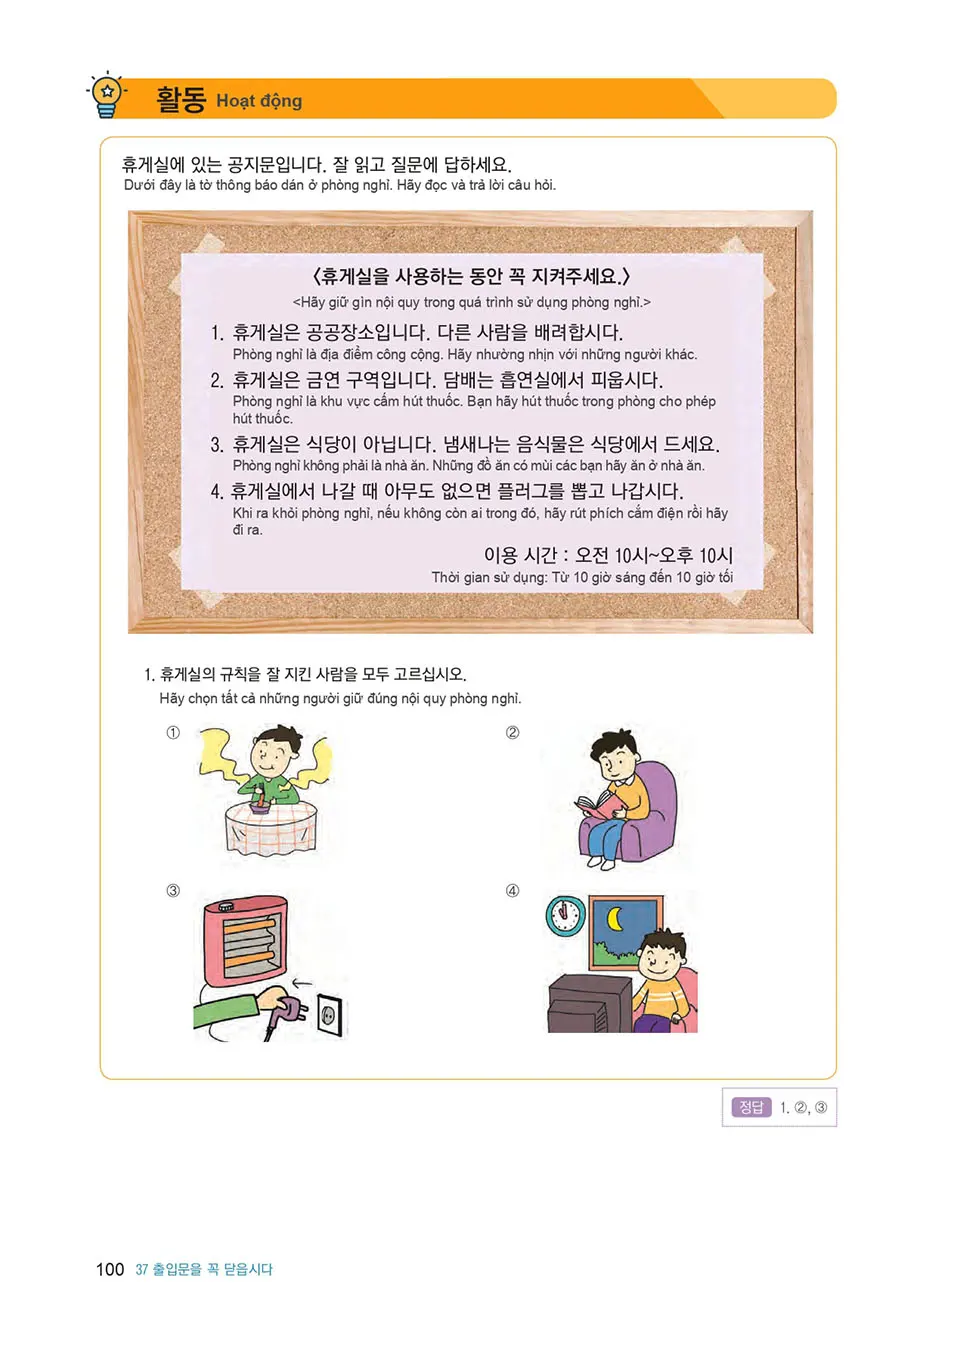 활동 Hoạt động
휴게실에 있는 공지문입니다. 잘 읽고 질문에 답하세요.
Dưới đây là tờ thông báo dán ở phòng nghỉ. Hãy đọc và trả lời câu hỏi.
<휴게실을 사용하는 동안 꼭 지켜주세요.>
<Hãy giữ gìn nội quy trong quá trình sử dụng phòng nghỉ.>
1. 휴게실은 공공장소입니다. 다른 사람을 배려합시다.
Phòng nghỉ là địa điểm công cộng. Hãy nhường nhịn với những người khác.
2. 휴게실은 금연 구역입니다. 담배는 흡연실에서 피웁시다.
Phòng nghỉ là khu vực cấm hút thuốc. Bạn hãy hút thuốc trong phòng cho phép
hút thuốc.
3. 휴게실은 식당이 아닙니다. 냄새나는 음식물은 식당에서 드세요.
Phòng nghỉ không phải là nhà ăn. Những đồ ăn có mùi các bạn hãy ăn ở nhà ăn.
4. 휴게실에서 나갈 때 아무도 없으면 플러그를 뽑고 나갑시다.
Khi ra khỏi phòng nghỉ, nếu không còn ai trong đó, hãy rút phích cắm điện rồi hãy
đi ra.
이용 시간 : 오전 10시~오후 10시
Thời gian sử dụng: Từ 10 giờ sáng đến 10 giờ tối
1. 휴게실의 규칙을 잘 지킨 사람을 모두 고르십시오.
Hãy chọn tất cả những người giữ đúng nội quy phòng nghỉ.
①
②
③
④
정답 1. ②, ③
100 37 출입문을 꼭 닫읍시다